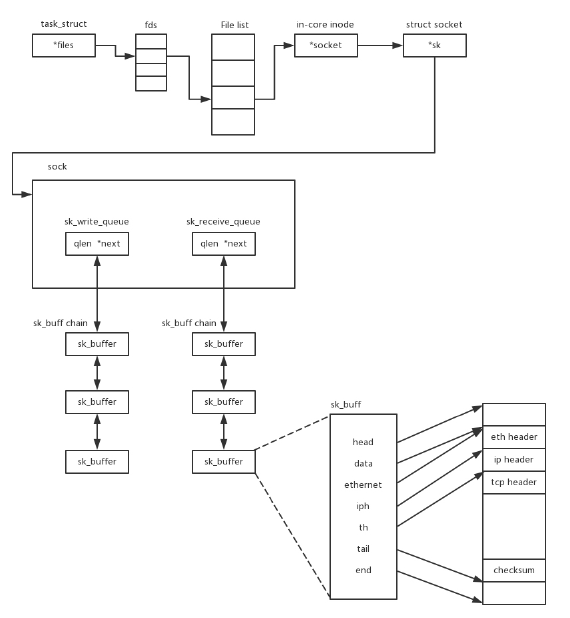 task_struct
fds
File list
in-core inode
struct socket
*files
*socket
*sk
sock
sk_write_queue
sk_receive_queue
qlen *next
qlen *next
sk_buff chain
sk_buff chain
sk_buffer
sk_buffer
sk_buffer
sk_buffer
sk_buffer
sk_buffer
sk_buff
head
data
ethernet
iph
th
tail
end
eth header
ip header
tcp header
checksum